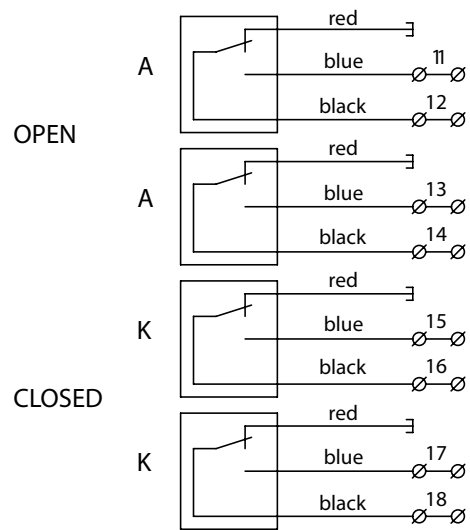 red
A
blue
11
black
12
OPEN
red
A
blue
13
black
14
red
K
blue
15
black
16
CLOSED
red
K
blue
17
black
18